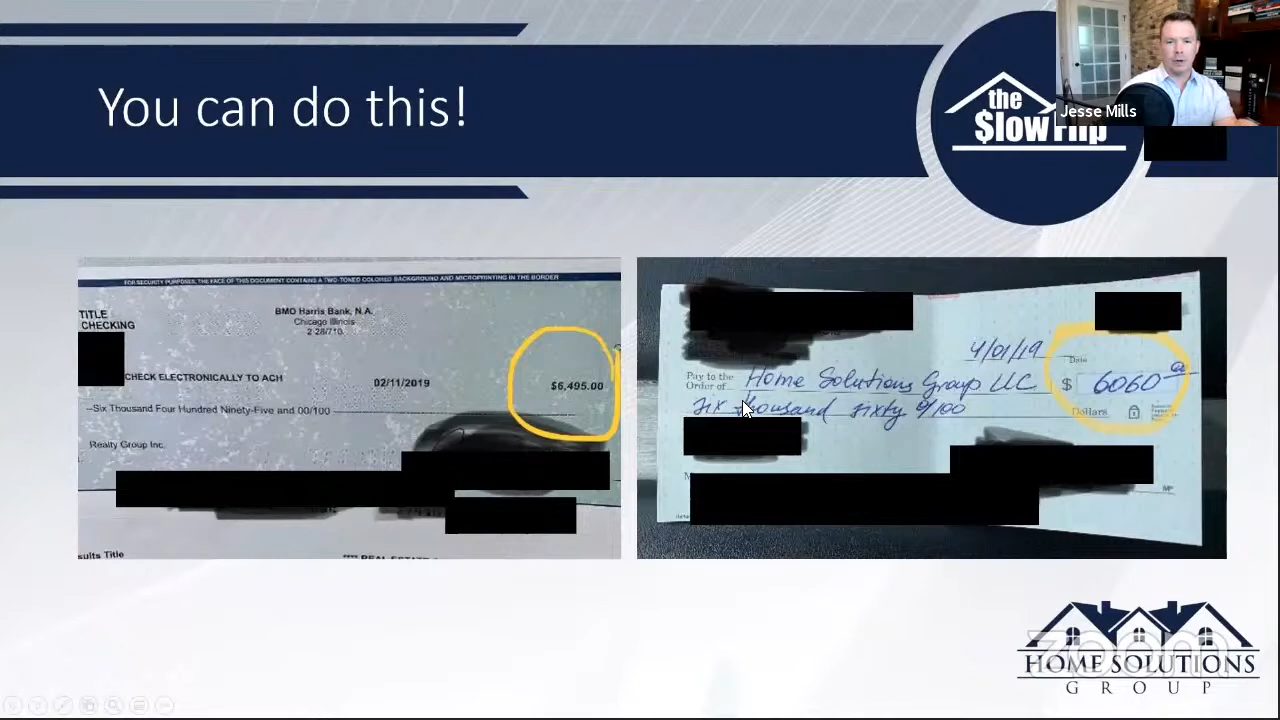 You can do this!
the
$low Flip
Jesse Mills
FOR SECURITY PURPOSES, THE FACE OF THIS DOCUMENT CONTAINS A TWO-TONED COLORED BACKGROUND AND MICROPRINTING IN THE BORDER
TITLE
CHECKING
BMO Harris Bank, N.A.
Chicago Illinois
2-28/710
CHECK ELECTRONICALLY TO ACH
02/11/2019
$6,495.00
--Six Thousand Four Hundred Ninety-Five and 00/100
Realty Group Inc.
sults Title
4/01/19
Date
Pay to the
Order of
Home Solutions Group LLC
$ 6060
six thousand sixty 0/100
Dollars
MP
zoom
HOME SOLUTIONS
GROUP